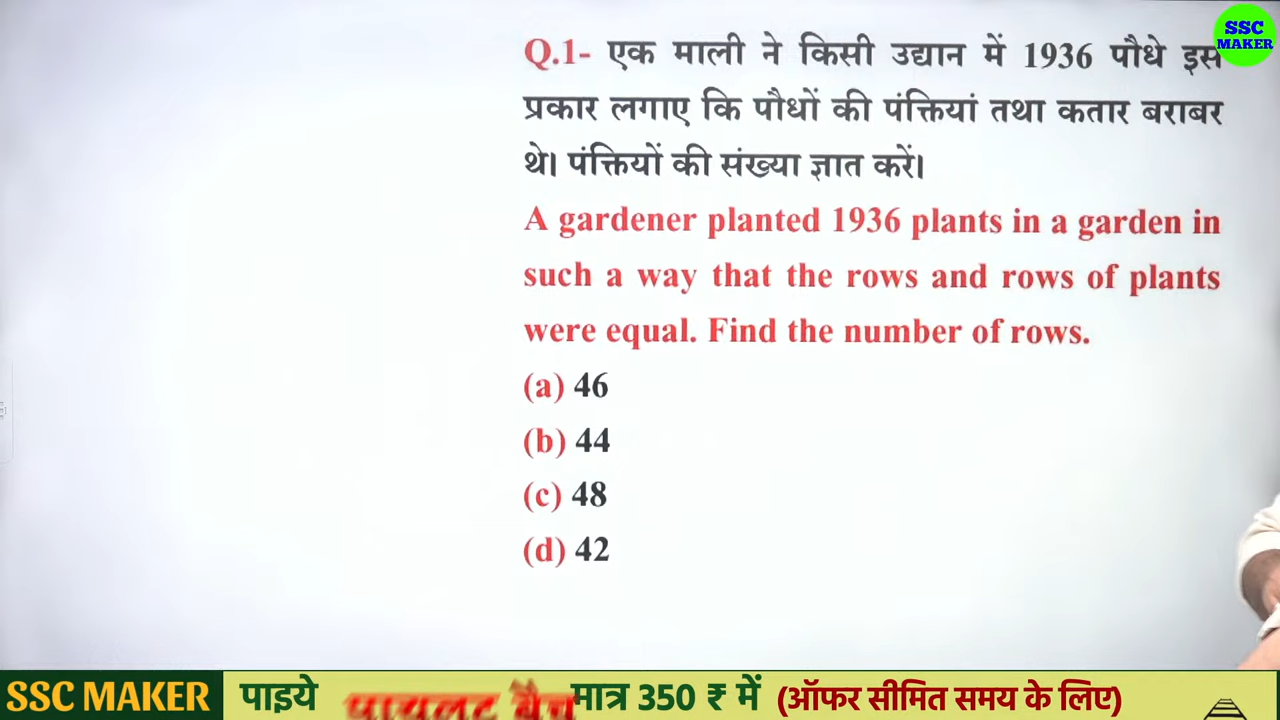 SSC
MAKER
Q.1- एक माली ने किसी उद्यान में 1936 पौधे इस
प्रकार लगाए कि पौधों की पंक्तियां तथा कतार बराबर
थे। पंक्तियों की संख्या ज्ञात करें।
A gardener planted 1936 plants in a garden in
such a way that the rows and rows of plants
were equal. Find the number of rows.
(a) 46
(b) 44
(c) 48
(d) 42
SSC MAKER पाइये पायलट बैच मात्र 350 ₹ में (ऑफर सीमित समय के लिए)